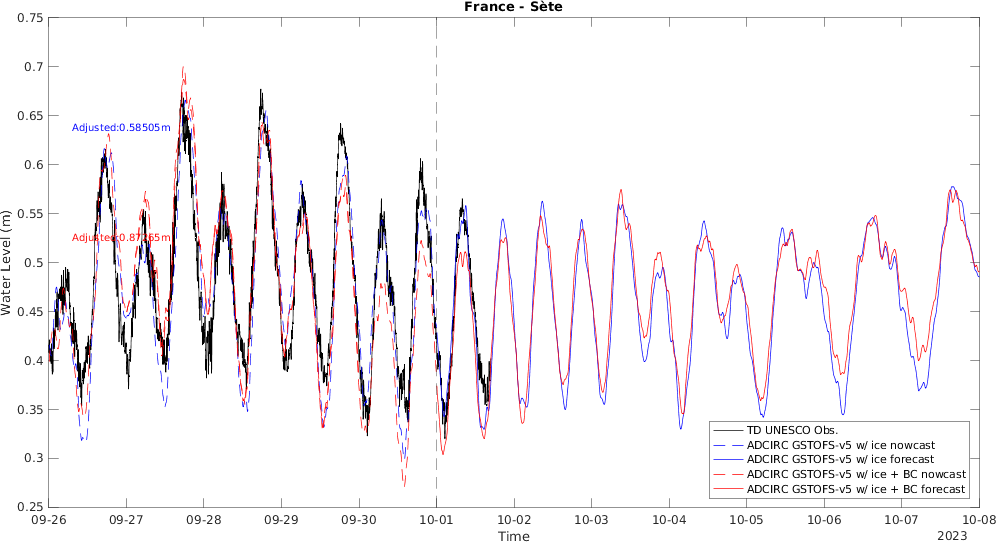 France - Sète
0.75
0.7
0.65
0.6
0.55
0.5
0.45
0.4
0.35
0.3
0.25
Water Level (m)
Adjusted:0.58505m
TD UNESCO Obs.
ADCIRC GSTOFS-v5 w/ ice nowcast
ADCIRC GSTOFS-v5 w/ ice forecast
ADCIRC GSTOFS-v5 w/ ice + BC nowcast
ADCIRC GSTOFS-v5 w/ ice + BC forecast
09-26 09-27 09-28 09-29 09-30 10-01 10-02 10-03 10-04 10-05 10-06 10-07 10-08
Time
2023